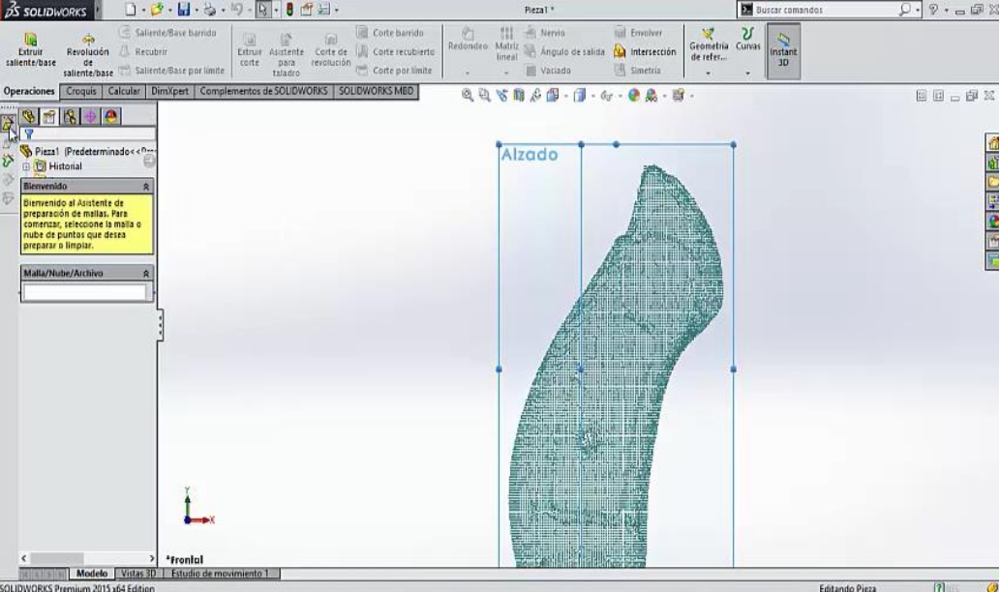 SOLIDWORKS
Pieza1 *
Buscar comandos
Extruir saliente/base
Revolución de saliente/base
Saliente/Base barrido
Recubrir
Saliente/Base por límite
Extruir corte
Asistente para taladro
Corte de revolución
Corte barrido
Corte recubierto
Corte por límite
Redondeo
Matriz lineal
Nervio
Ángulo de salida
Vaciado
Envolver
Intersección
Simetría
Geometría de refer...
Curvas
Instant 3D
Operaciones
Croquis
Calcular
DimXpert
Complementos de SOLIDWORKS
SOLIDWORKS MBD
Pieza1 (Predeterminado<<Pre
Historial
Bienvenido
Bienvenido al Asistente de
preparación de mallas. Para
comenzar, seleccione la malla o
nube de puntos que desea
preparar o limpiar.
Malla/Nube/Archivo
Alzado
Y
X
*Frontal
Modelo
Vistas 3D
Estudio de movimiento 1
SOLIDWORKS Premium 2015 x64 Edition
Editando Pieza